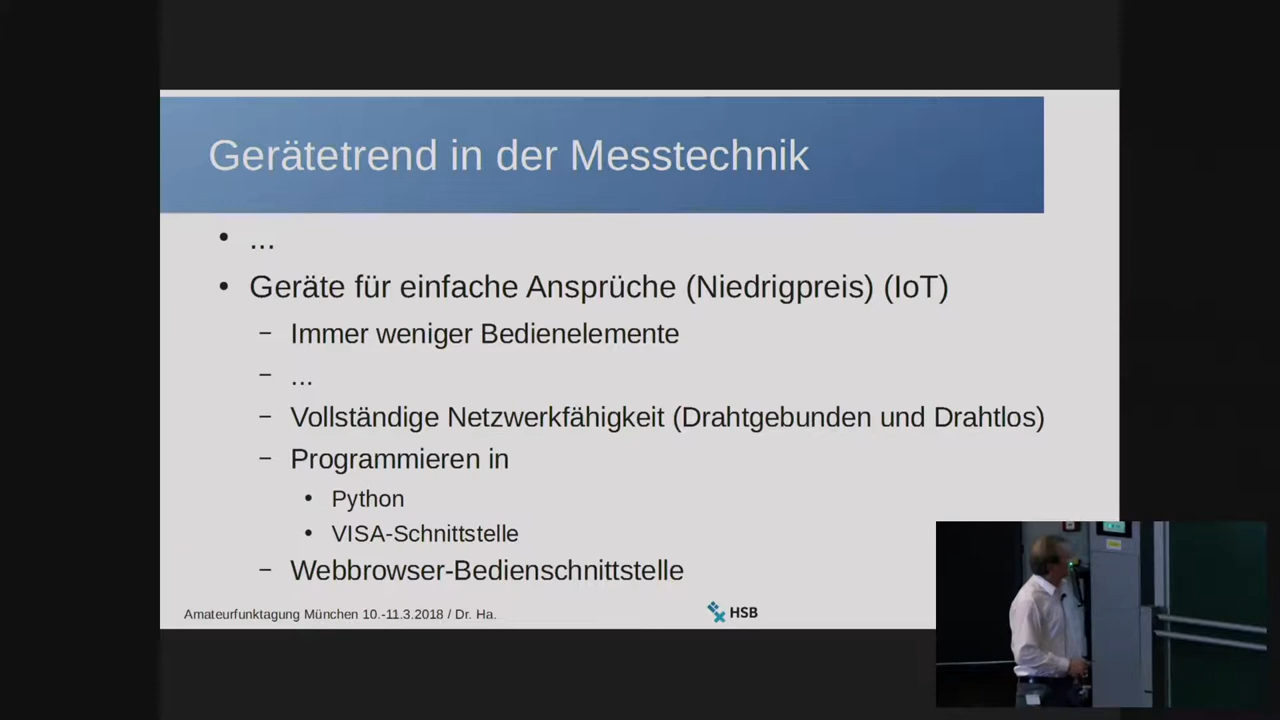 Gerätetrend in der Messtechnik
• ...
• Geräte für einfache Ansprüche (Niedrigpreis) (IoT)
– Immer weniger Bedienelemente
– ...
– Vollständige Netzwerkfähigkeit (Drahtgebunden und Drahtlos)
– Programmieren in
• Python
• VISA-Schnittstelle
– Webbrowser-Bedienschnittstelle
Amateurfunktagung München 10.-11.3.2018 / Dr. Ha.
HSB